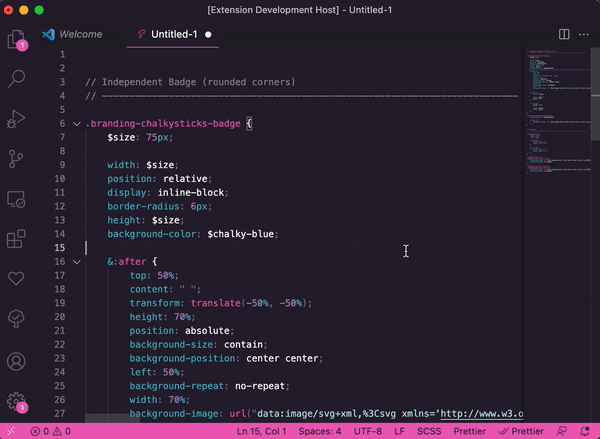 [Extension Development Host] - Untitled-1
Welcome
Untitled-1
1
1
2
3 // Independent Badge (rounded corners)
4 // ——————————————————————————————
5
6 .branding-chalkysticks-badge {
7 $size: 75px;
8
9 width: $size;
10 position: relative;
11 display: inline-block;
12 border-radius: 6px;
13 height: $size;
14 background-color: $chalky-blue;
15
16 &:after {
17 top: 50%;
18 content: " ";
19 transform: translate(-50%, -50%);
20 height: 70%;
21 position: absolute;
22 background-size: contain;
23 background-position: center center;
24 left: 50%;
25 background-repeat: no-repeat;
26 width: 70%;
27 background-image: url("data:image/svg+xml,%3Csvg xmlns='http://www.w3.o
1
0 0 Ln 15, Col 1 Spaces: 4 UTF-8 LF SCSS Prettier Prettier